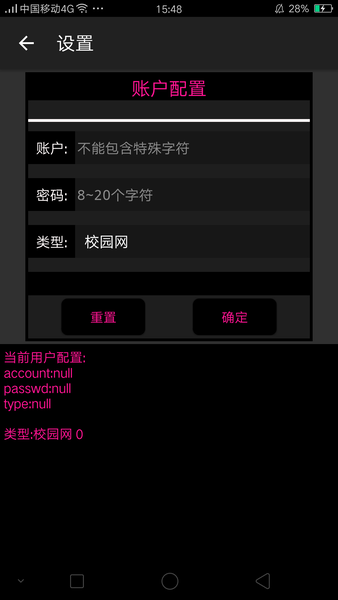 中国移动4G ··· 15:48 28%
设置
账户配置
账户: 不能包含特殊字符
密码: 8~20个字符
类型: 校园网
重置 确定
当前用户配置:
account:null
passwd:null
type:null
类型:校园网 0